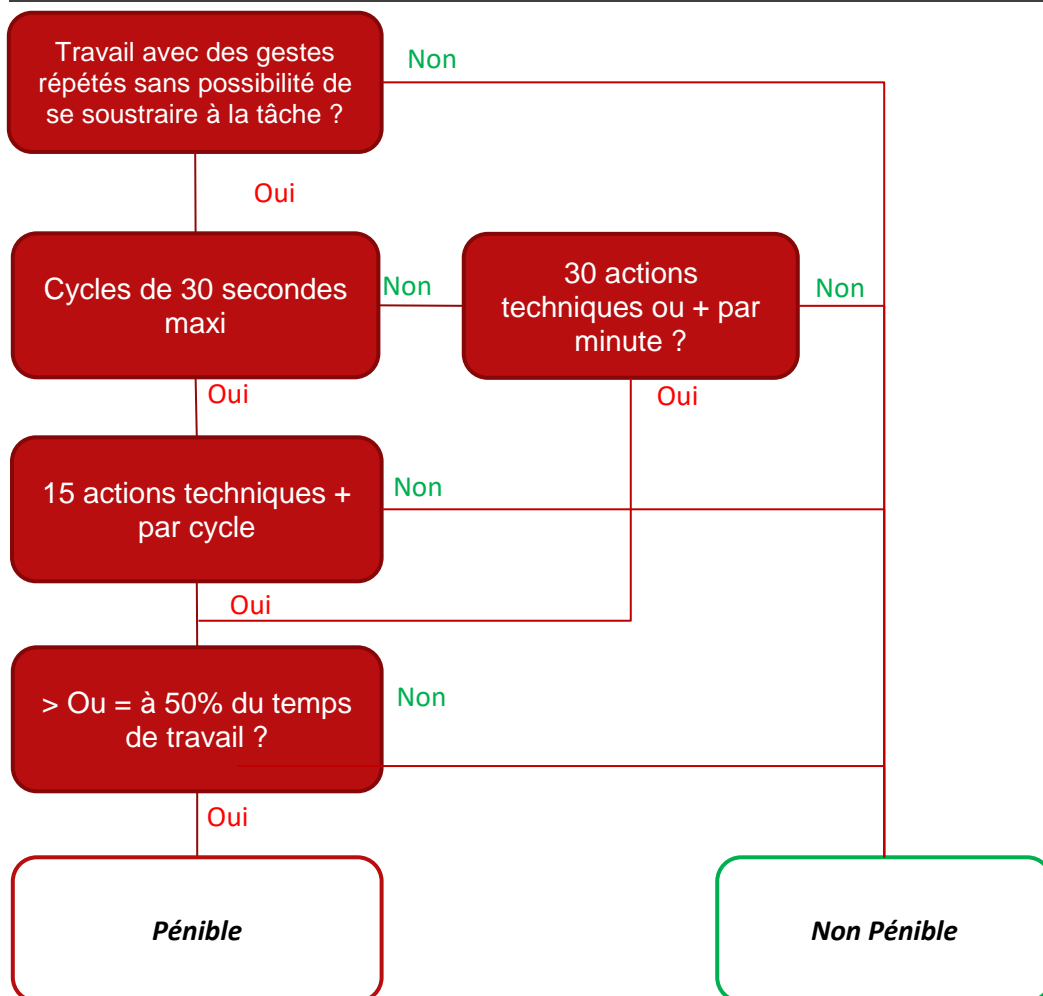 Travail avec des gestes
répétés sans possibilité de
se soustraire à la tâche ?
Non
Oui
Cycles de 30 secondes
maxi
Non
30 actions
techniques ou + par
minute ?
Non
Oui
Oui
15 actions techniques +
par cycle
Non
Oui
> Ou = à 50% du temps
de travail ?
Non
Oui
Pénible
Non Pénible